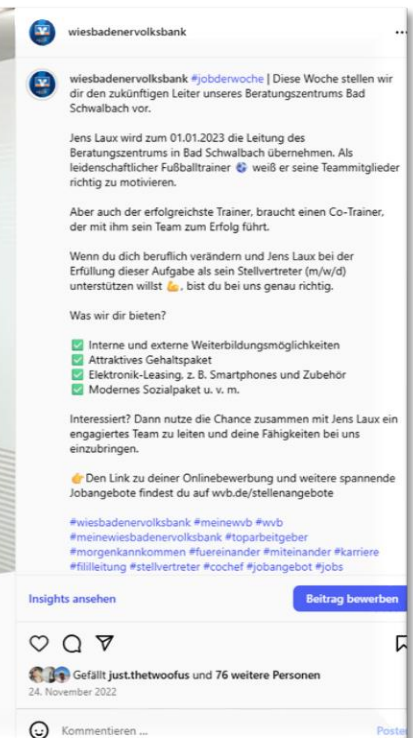 wiesbadenervolksbank
wiesbadenervolksbank #jobderwoche | Diese Woche stellen wir
dir den zukünftigen Leiter unseres Beratungszentrums Bad
Schwalbach vor.
Jens Laux wird zum 01.01.2023 die Leitung des
Beratungszentrums in Bad Schwalbach übernehmen. Als
leidenschaftlicher Fußballtrainer ⚽ weiß er seine Teammitglieder
richtig zu motivieren.
Aber auch der erfolgreichste Trainer, braucht einen Co-Trainer,
der mit ihm sein Team zum Erfolg führt.
Wenn du dich beruflich verändern und Jens Laux bei der
Erfüllung dieser Aufgabe als sein Stellvertreter (m/w/d)
unterstützen willst 💪, bist du bei uns genau richtig.
Was wir dir bieten?
✅ Interne und externe Weiterbildungsmöglichkeiten
✅ Attraktives Gehaltspaket
✅ Elektronik-Leasing, z. B. Smartphones und Zubehör
✅ Modernes Sozialpaket u. v. m.
Interessiert? Dann nutze die Chance zusammen mit Jens Laux ein
engagiertes Team zu leiten und deine Fähigkeiten bei uns
einzubringen.
👉 Den Link zu deiner Onlinebewerbung und weitere spannende
Jobangebote findest du auf wvb.de/stellenangebote
#wiesbadenervolksbank #meinewvb #wvb
#meinewiesbadenervolksbank #toparbeitgeber
#morgenkannkommen #fuereinander #miteinander #karriere
#fililleitung #stellvertreter #cochef #jobangebot #jobs
Insights ansehen
Beitrag bewerben
Gefällt just.thetwoofus und 76 weitere Personen
24. November 2022
Kommentieren ...
Poste